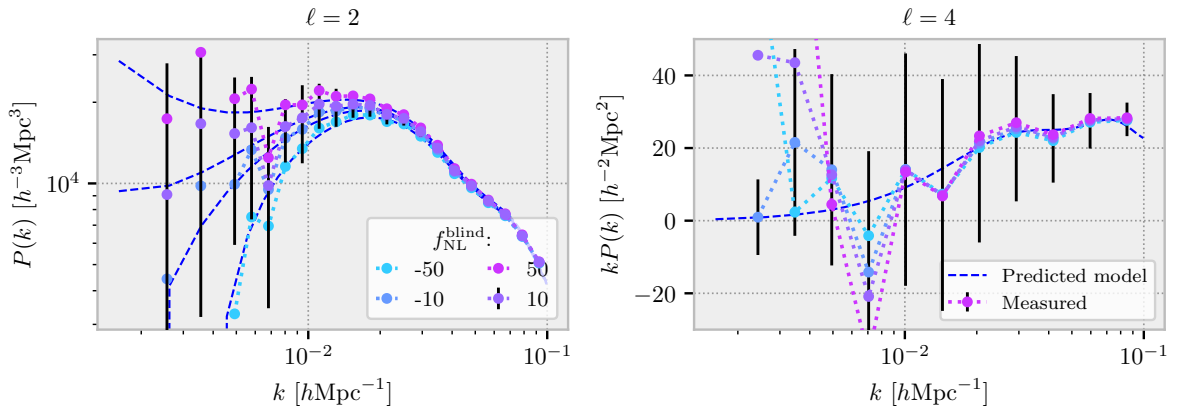 ℓ = 2
P(k) [h⁻³Mpc³]
10⁴
f_NL^blind:
-50
50
-10
10
10⁻²
10⁻¹
k [hMpc⁻¹]
ℓ = 4
kP(k) [h⁻²Mpc²]
40
20
0
−20
Predicted model
Measured
10⁻²
10⁻¹
k [hMpc⁻¹]